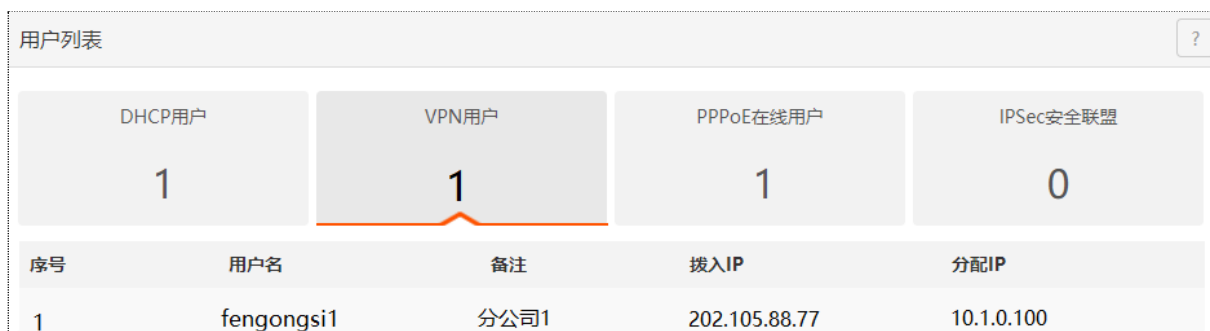 用户列表 ?
DHCP用户 VPN用户 PPPoE在线用户 IPSec安全联盟
1 1 1 0
序号 用户名 备注 拨入IP 分配IP
1 fengongsi1 分公司1 202.105.88.77 10.1.0.100